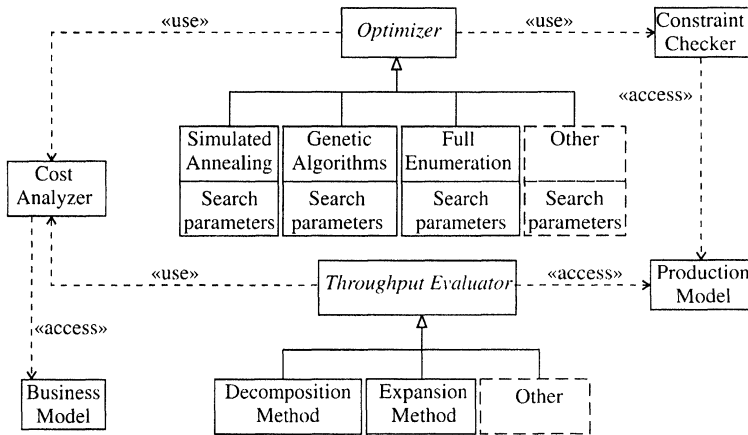 «use»
Optimizer
«use»
Constraint
Checker
«access»
Simulated
Annealing
Search
parameters
Genetic
Algorithms
Search
parameters
Full
Enumeration
Search
parameters
Other
Search
parameters
Cost
Analyzer
«use»
Throughput Evaluator
«access»
Production
Model
«access»
Business
Model
Decomposition
Method
Expansion
Method
Other